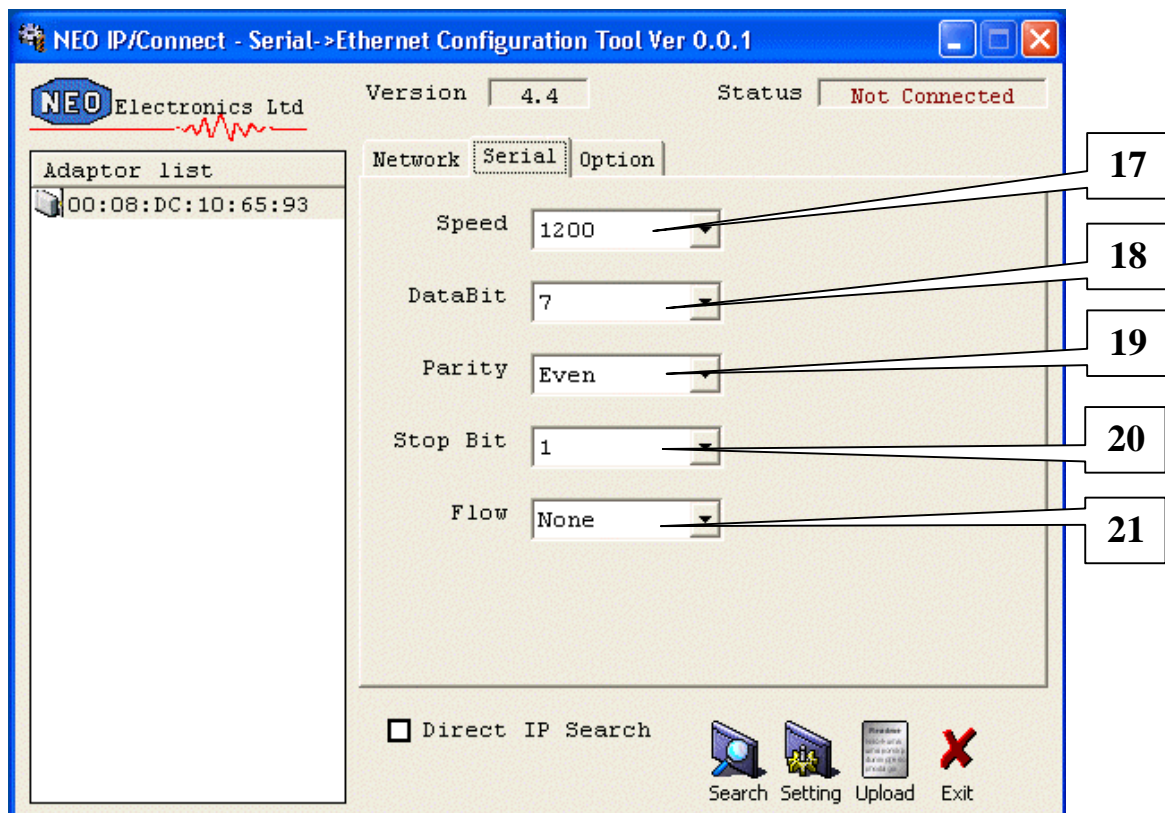 NEO IP/Connect - Serial->Ethernet Configuration Tool Ver 0.0.1
NEO Electronics Ltd
Version 4.4 Status Not Connected
Adaptor list
00:08:DC:10:65:93
Network Serial Option
Speed 1200
17
DataBit 7
18
Parity Even
19
Stop Bit 1
20
Flow None
21
Direct IP Search
Search Setting Upload Exit